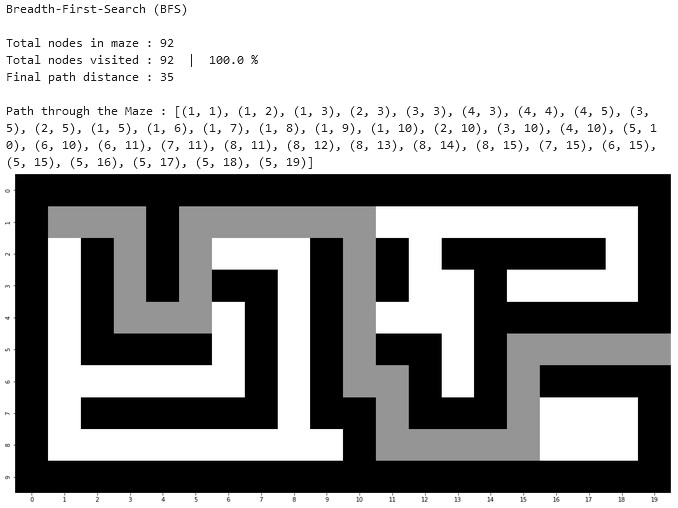 Breadth-First-Search (BFS)
Total nodes in maze : 92
Total nodes visited : 92  |  100.0 %
Final path distance : 35
Path through the Maze : [(1, 1), (1, 2), (1, 3), (2, 3), (3, 3), (4, 3), (4, 4), (4, 5), (3,
5), (2, 5), (1, 5), (1, 6), (1, 7), (1, 8), (1, 9), (1, 10), (2, 10), (3, 10), (4, 10), (5, 1
0), (6, 10), (6, 11), (7, 11), (8, 11), (8, 12), (8, 13), (8, 14), (8, 15), (7, 15), (6, 15),
(5, 15), (5, 16), (5, 17), (5, 18), (5, 19)]
0
1
2
3
4
5
6
7
8
9
0 1 2 3 4 5 6 7 8 9 10 11 12 13 14 15 16 17 18 19